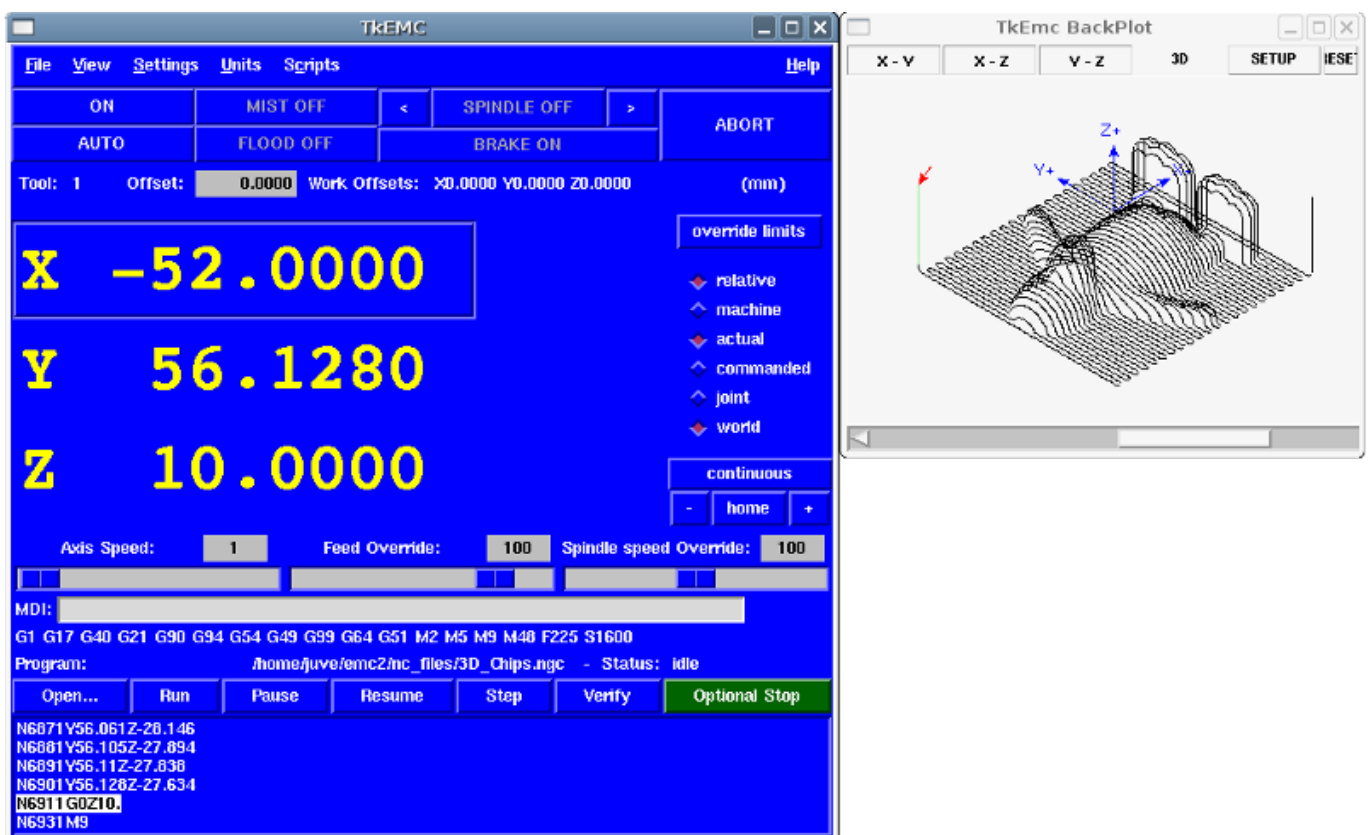 TkEMC
File View Settings Units Scripts Help
ON MIST OFF < SPINDLE OFF > ABORT
AUTO FLOOD OFF BRAKE ON
Tool: 1 Offset: 0.0000 Work Offsets: X0.0000 Y0.0000 Z0.0000 (mm)
override limits
X -52.0000
relative
machine
actual
Y 56.1280
commanded
joint
world
Z 10.0000
continuous
- home +
Axis Speed: 1 Feed Override: 100 Spindle speed Override: 100
MDI:
G1 G17 G40 G21 G90 G94 G54 G49 G99 G64 G51 M2 M5 M9 M48 F225 S1600
Program: /home/juve/emc2/nc_files/3D_Chips.ngc - Status: idle
Open... Run Pause Resume Step Verify Optional Stop
N6871Y56.061Z-28.146
N6881Y56.105Z-27.894
N6891Y56.11Z-27.838
N6901Y56.128Z-27.634
N6911G0Z10.
N6931M9
TkEmc BackPlot
X - Y X - Z Y - Z 3D SETUP RESET
Z+
Y+ X+